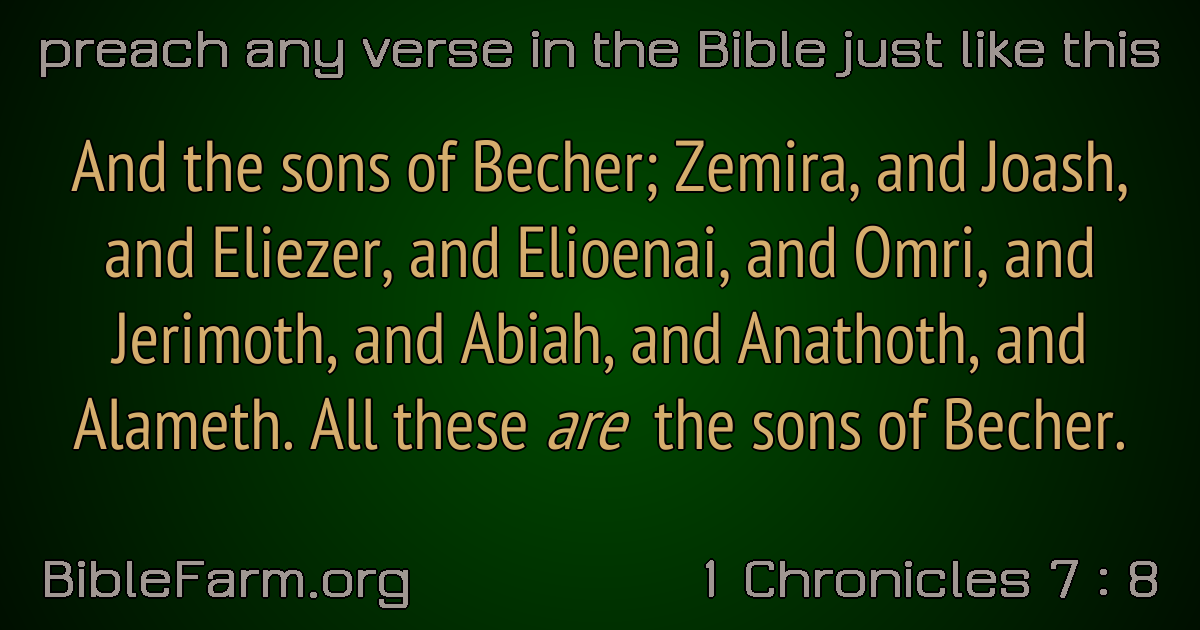 preach any verse in the Bible just like this
And the sons of Becher; Zemira, and Joash,
and Eliezer, and Elioenai, and Omri, and
Jerimoth, and Abiah, and Anathoth, and
Alameth. All these are the sons of Becher.
BibleFarm.org
1 Chronicles 7 : 8